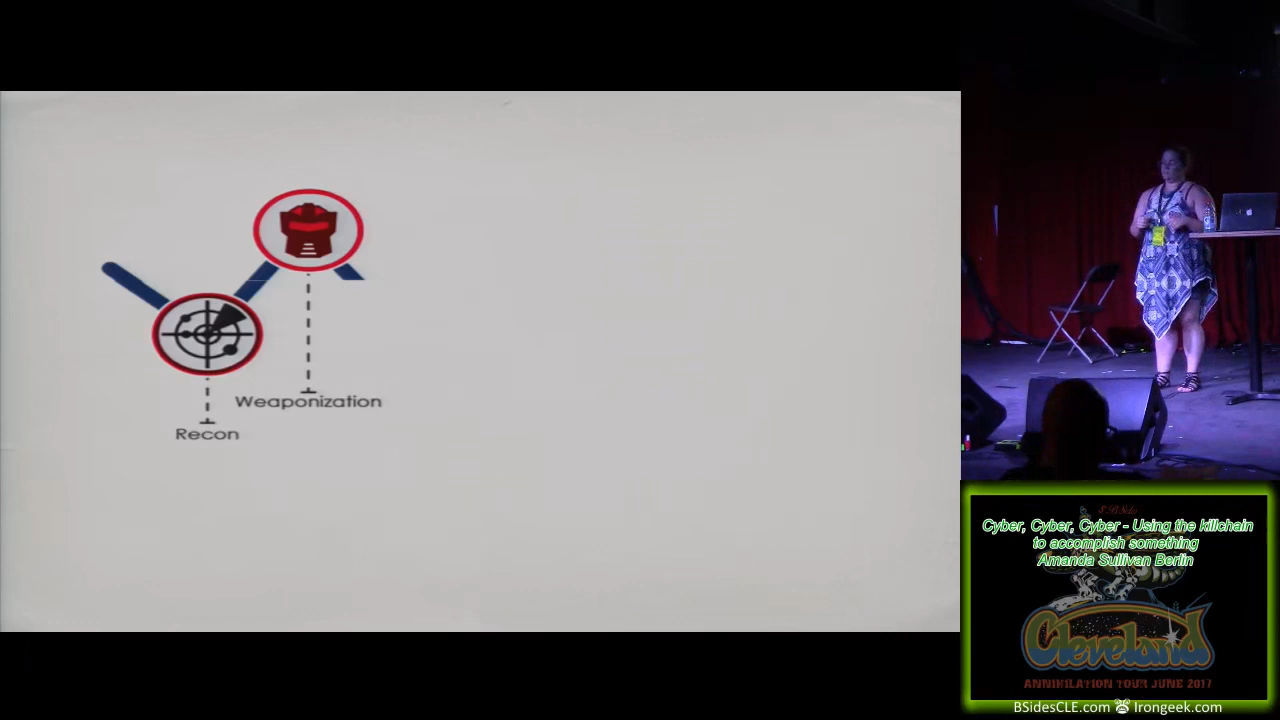 Weaponization
Recon
Cyber, Cyber, Cyber - Using the killchain
to accomplish something
Amanda Sullivan Berlin
Cleveland
ANNIHILATION TOUR JUNE 2017
BSidesCLE.com Irongeek.com